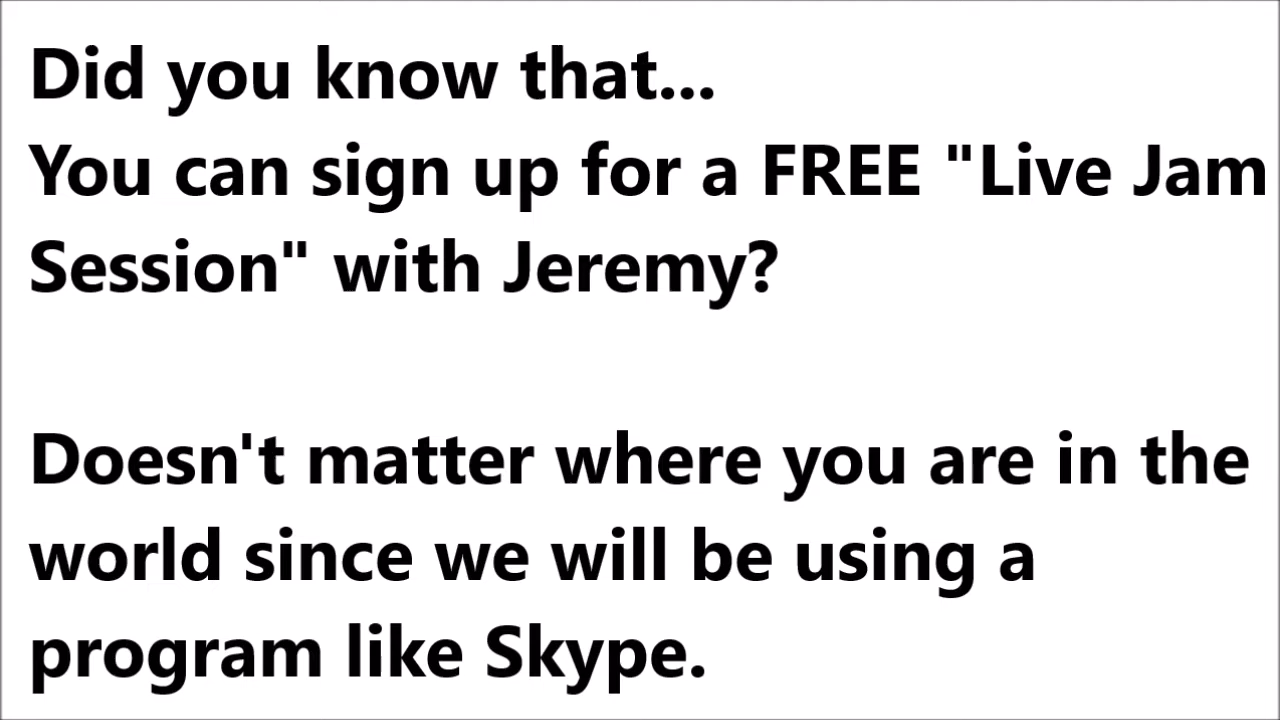 Did you know that...
You can sign up for a FREE "Live Jam
Session" with Jeremy?
Doesn't matter where you are in the
world since we will be using a
program like Skype.